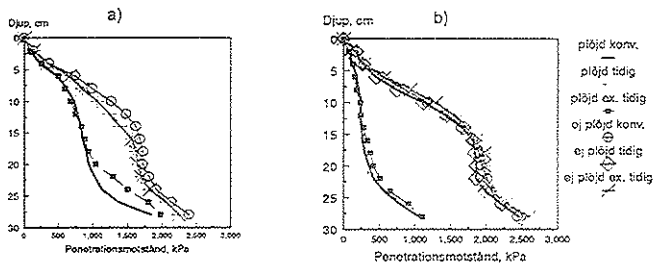 a)
Djup, cm
0
5
10
15
20
25
30
0 500 1,000 1,500 2,000 2,500 3,000
Penetrationsmotstånd, kPa
b)
Djup, cm
0
5
10
15
20
25
30
0 500 1,000 1,500 2,000 2,500 3,000
Penetrationsmotstånd, kPa
plöjd konv.
plöjd tidig
plöjd ex. tidig
ej plöjd konv.
ej plöjd tidig
ej plöjd ex. tidig